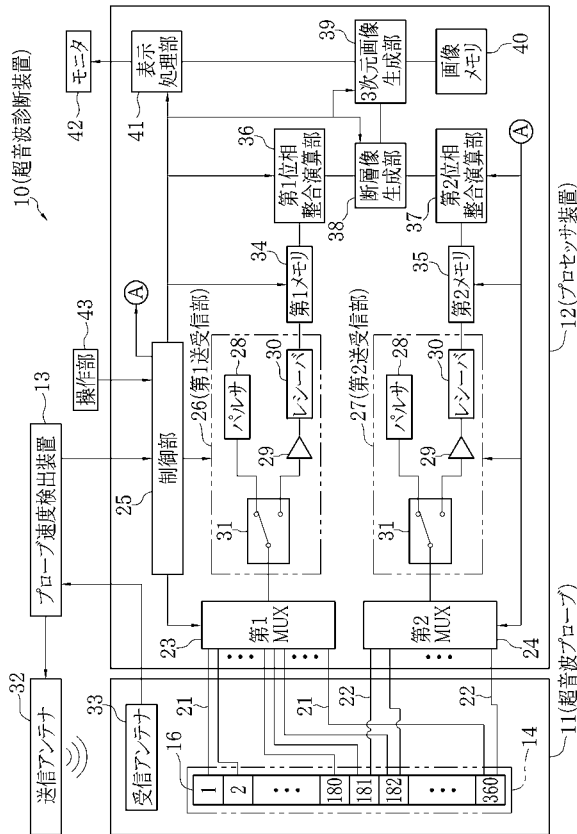 10(超音波診断装置)
32
送信アンテナ
13
プローブ速度検出装置
43
操作部
42
モニタ
33
受信アンテナ
25
制御部
A
41
表示処理部
26(第1送受信部)
28
パルサ
30
レシーバ
29
31
34
第1メモリ
36
第1位相整合演算部
39
3次元画像生成部
38
断層像生成部
40
画像メモリ
23
第1MUX
21
21
16
1
2
•••
180
181
182
•••
360
14
•••
•••
22
22
•••
24
第2MUX
27(第2送受信部)
28
パルサ
30
レシーバ
29
31
35
第2メモリ
37
第2位相整合演算部
A
11(超音波プローブ)
12(プロセッサ装置)